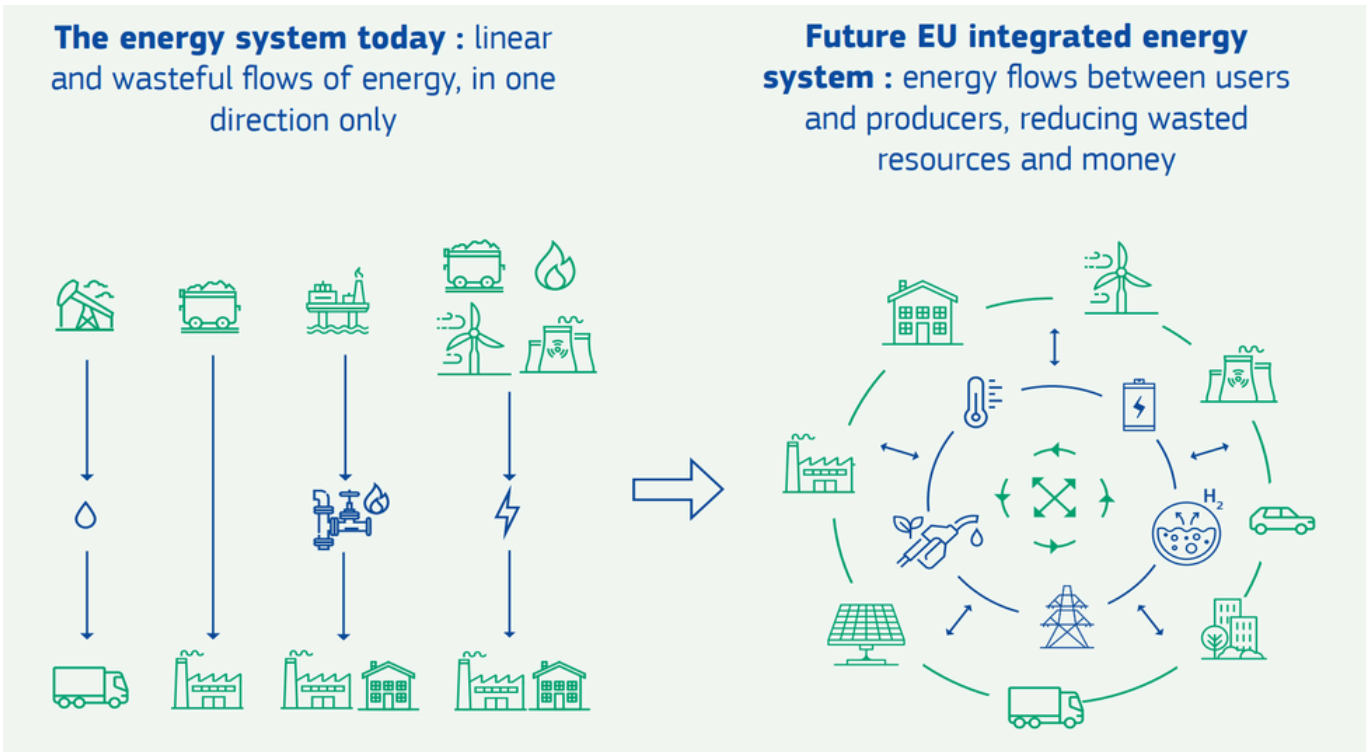 The energy system today : linear
and wasteful flows of energy, in one
direction only
Future EU integrated energy
system : energy flows between users
and producers, reducing wasted
resources and money
H₂